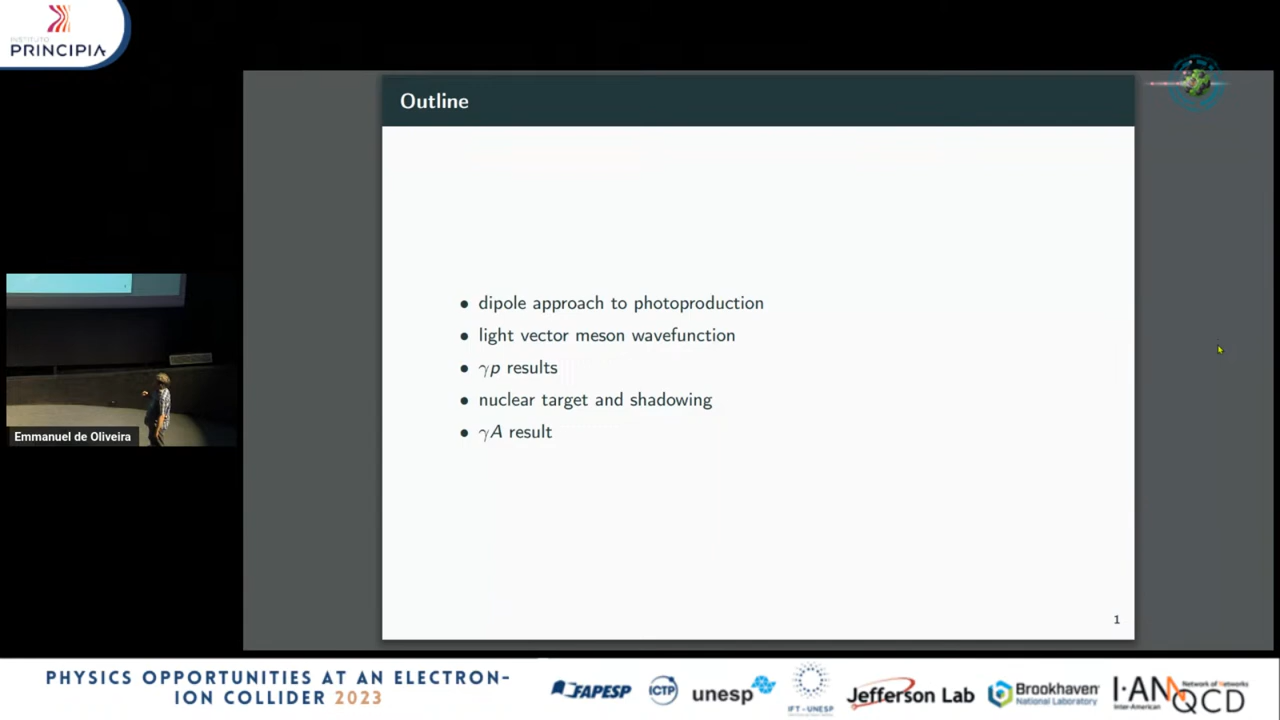 INSTITUTO
PRINCIPIA
Outline
• dipole approach to photoproduction
• light vector meson wavefunction
• γp results
• nuclear target and shadowing
• γA result
1
Emmanuel de Oliveira
PHYSICS OPPORTUNITIES AT AN ELECTRON-
ION COLLIDER 2023
FAPESP
ICTP
unesp
IFT - UNESP
Jefferson Lab
Brookhaven
National Laboratory
I-AN
Inter-American
Network of Networks
QCD